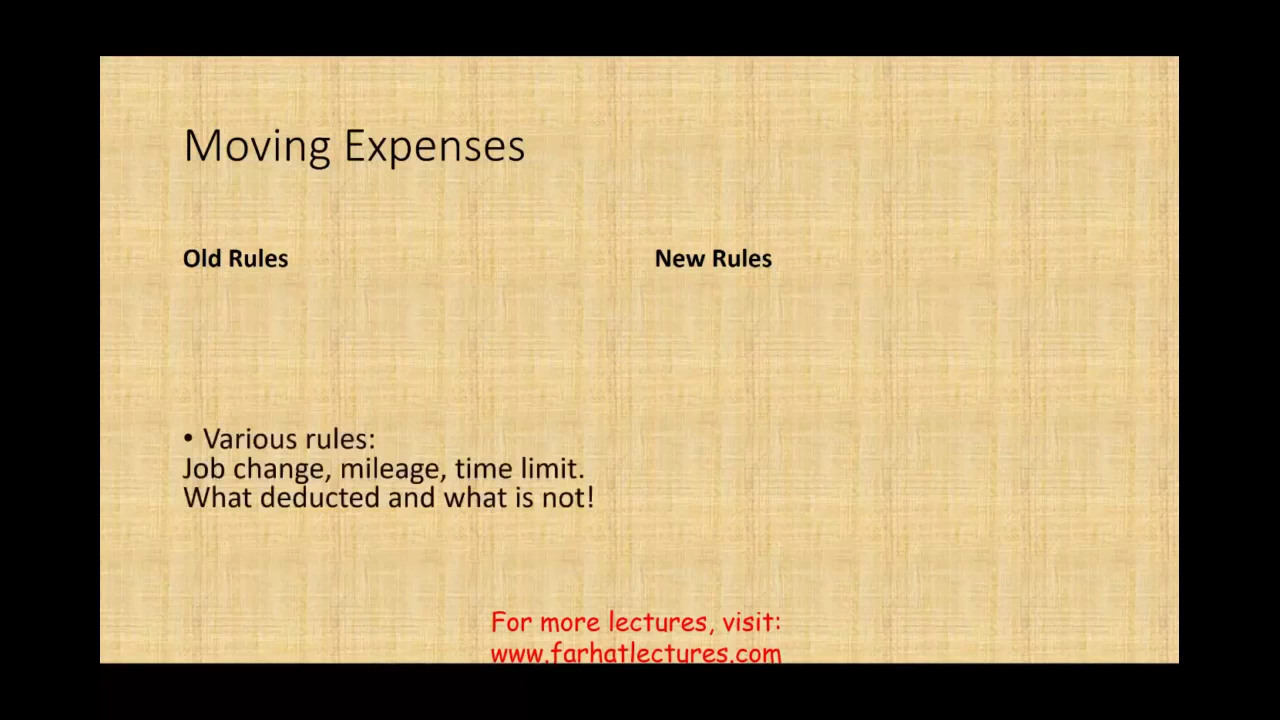 Moving Expenses
Old Rules
New Rules
• Various rules:
Job change, mileage, time limit.
What deducted and what is not!
For more lectures, visit:
www.farhatlectures.com